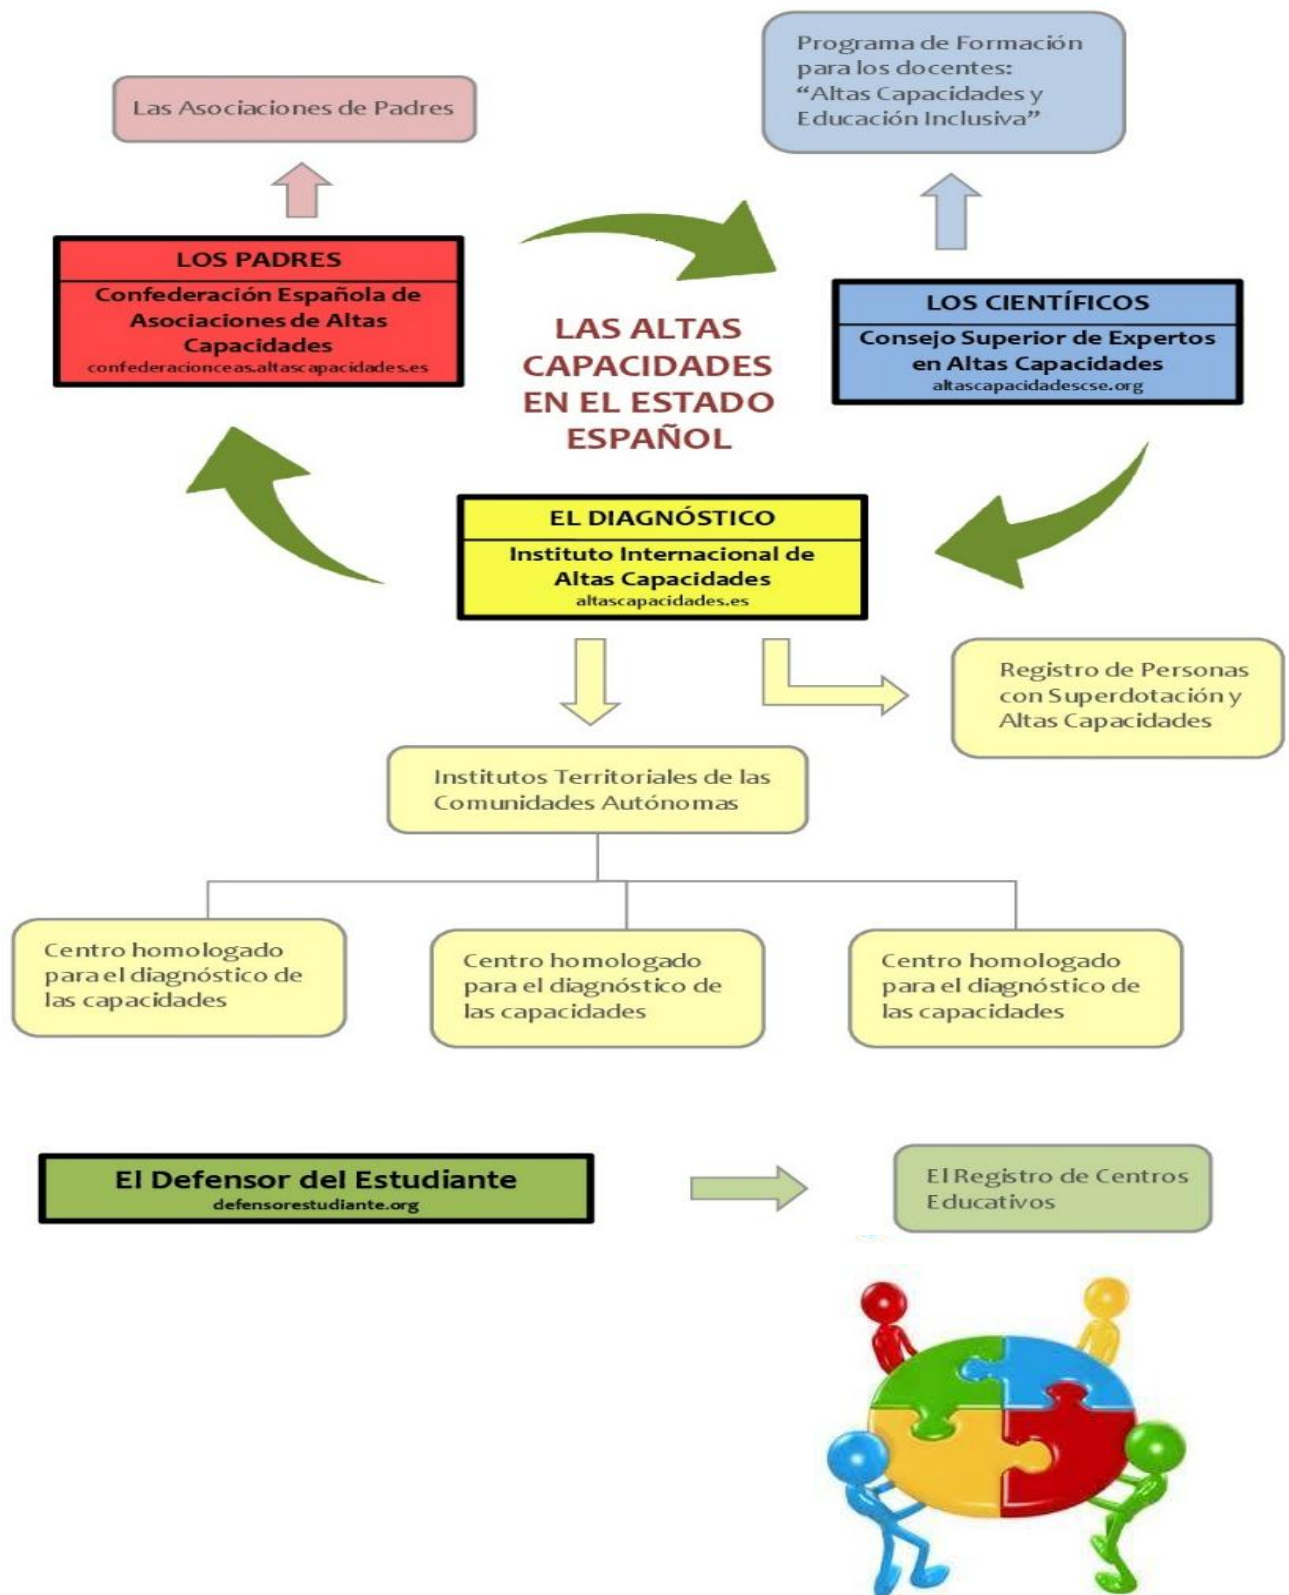 Programa de Formación
para los docentes:
“Altas Capacidades y
Educación Inclusiva”
Las Asociaciones de Padres
LOS PADRES
Confederación Española de
Asociaciones de Altas
Capacidades
confederacionceas.altascapacidades.es
LOS CIENTÍFICOS
Consejo Superior de Expertos
en Altas Capacidades
altascapacidadescse.org
LAS ALTAS
CAPACIDADES
EN EL ESTADO
ESPAÑOL
EL DIAGNÓSTICO
Instituto Internacional de
Altas Capacidades
altascapacidades.es
Registro de Personas
con Superdotación y
Altas Capacidades
Institutos Territoriales de las
Comunidades Autónomas
Centro homologado
para el diagnóstico de
las capacidades
Centro homologado
para el diagnóstico de
las capacidades
Centro homologado
para el diagnóstico de
las capacidades
El Defensor del Estudiante
defensorestudiante.org
El Registro de Centros
Educativos